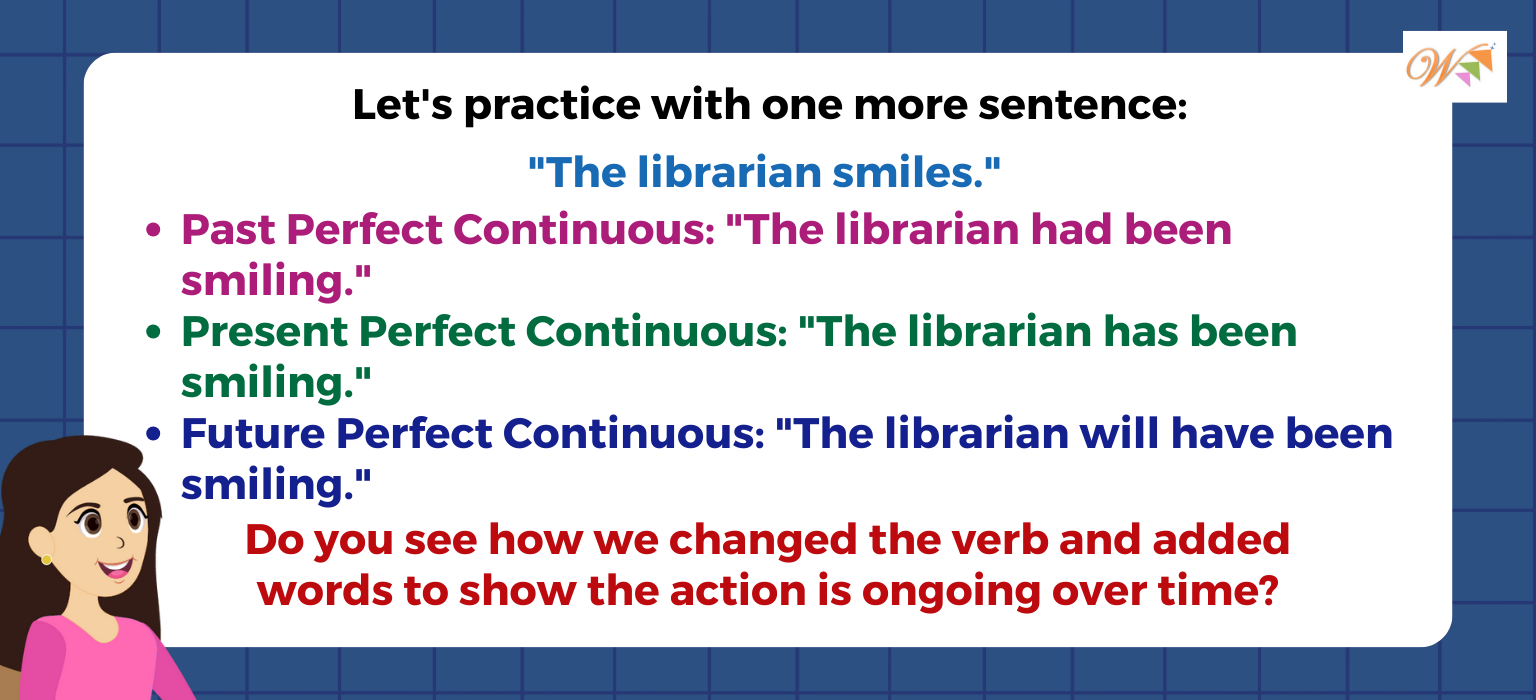 W
Let's practice with one more sentence:
"The librarian smiles."
• Past Perfect Continuous: "The librarian had been
smiling."
• Present Perfect Continuous: "The librarian has been
smiling."
• Future Perfect Continuous: "The librarian will have been
smiling."
Do you see how we changed the verb and added
words to show the action is ongoing over time?